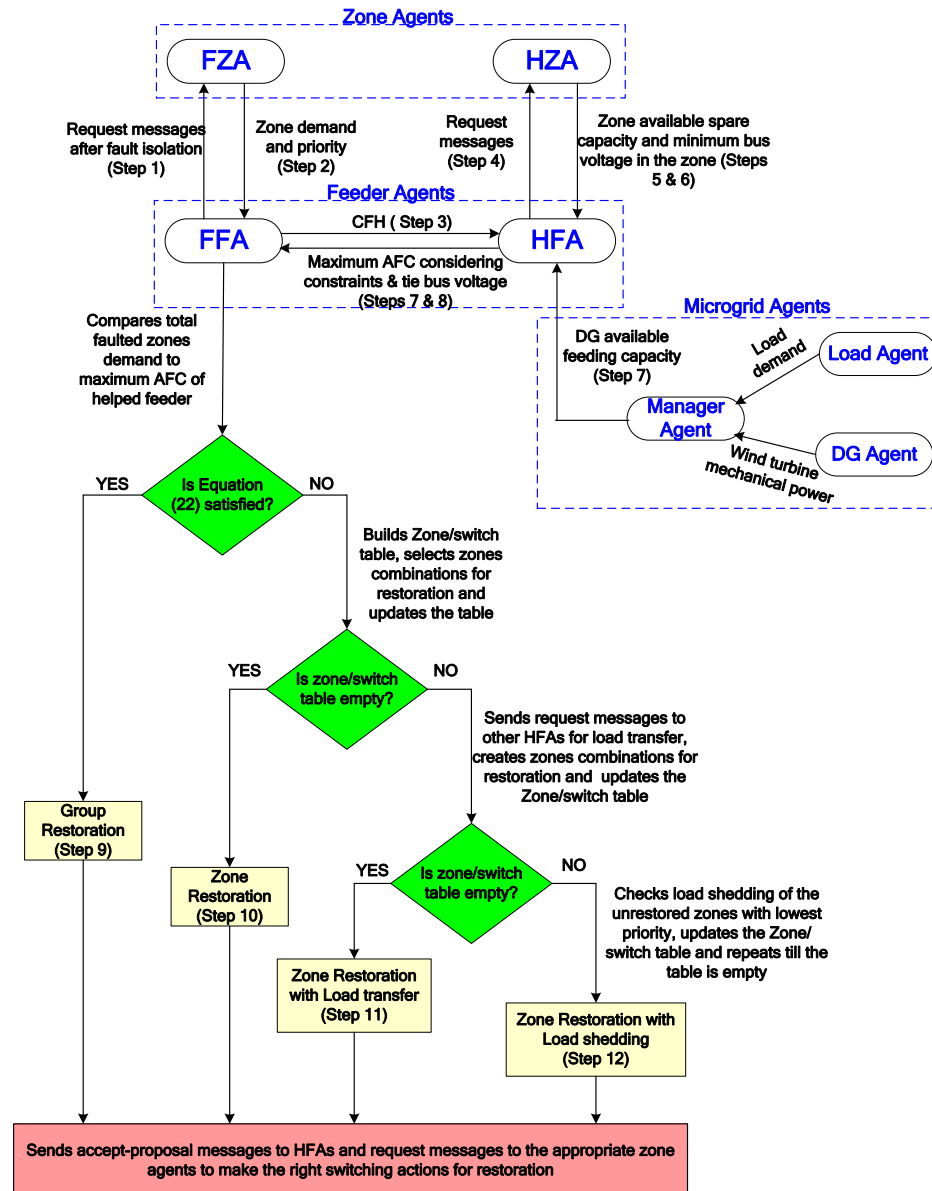 Zone Agents
FZA
HZA
Request messages
after fault isolation
(Step 1)
Zone demand
and priority
(Step 2)
Request
messages
(Step 4)
Zone available spare
capacity and minimum bus
voltage in the zone (Steps
5 & 6)
Feeder Agents
FFA
CFH ( Step 3)
HFA
Maximum AFC considering
constraints & tie bus voltage
(Steps 7 & 8)
Compares total
faulted zones
demand to
maximum AFC of
helped feeder
Microgrid Agents
DG available
feeding capacity
(Step 7)
Load
demand
Load Agent
Manager
Agent
DG Agent
Wind turbine
mechanical power
YES
Is Equation
(22) satisfied?
NO
Builds Zone/switch
table, selects zones
combinations for
restoration and
updates the table
YES
Is zone/switch
table empty?
NO
Sends request messages to
other HFAs for load transfer,
creates zones combinations for
restoration and updates the
Zone/switch table
Group
Restoration
(Step 9)
Zone
Restoration
(Step 10)
YES
Is zone/switch
table empty?
NO
Checks load shedding of the
unrestored zones with lowest
priority, updates the Zone/
switch table and repeats till the
table is empty
Zone Restoration
with Load transfer
(Step 11)
Zone Restoration with
Load shedding
(Step 12)
Sends accept-proposal messages to HFAs and request messages to the appropriate zone
agents to make the right switching actions for restoration